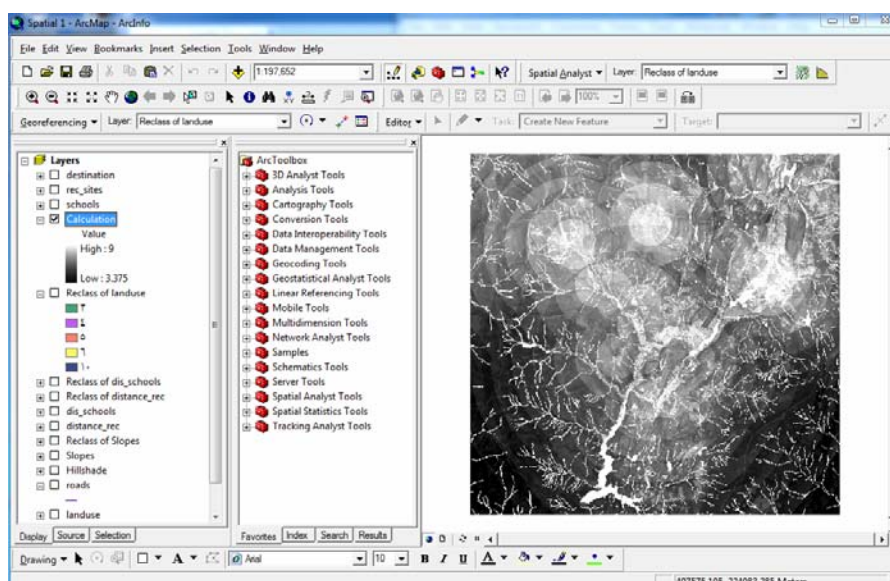 Spatial 1 - ArcMap - ArcInfo
File Edit View Bookmarks Insert Selection Tools Window Help
1:197,652
Spatial Analyst
Layer: Reclass of landuse
100%
Georeferencing
Layer: Reclass of landuse
Editor
Task: Create New Feature
Target:
Layers
destination
rec_sites
schools
Calculation
Value
High : 9
Low : 3.375
Reclass of landuse
٣
٤
٥
٦
١٠
Reclass of dis_schools
Reclass of distance_rec
dis_schools
distance_rec
Reclass of Slopes
Slopes
Hillshade
roads
landuse
Display Source Selection
ArcToolbox
3D Analyst Tools
Analysis Tools
Cartography Tools
Conversion Tools
Data Interoperability Tools
Data Management Tools
Geocoding Tools
Geostatistical Analyst Tools
Linear Referencing Tools
Mobile Tools
Multidimension Tools
Network Analyst Tools
Samples
Schematics Tools
Server Tools
Spatial Analyst Tools
Spatial Statistics Tools
Tracking Analyst Tools
Favorites Index Search Results
Drawing
A
Arial
10
B I U A